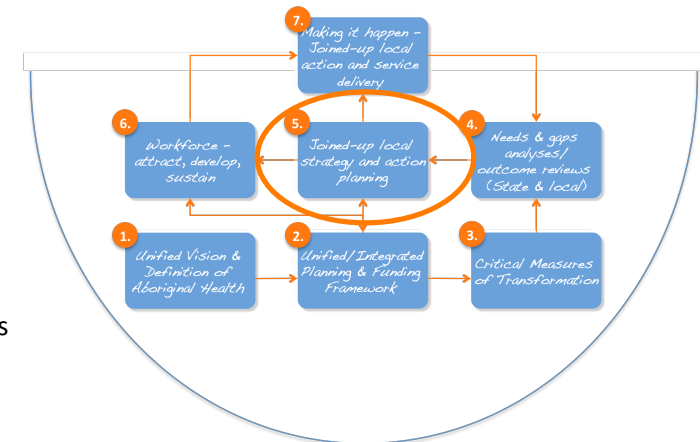 7.
Making it happen -
Joined-up local
action and service
delivery
6.
Workforce -
attract, develop,
sustain
5.
Joined-up local
strategy and action
planning
4.
Needs & gaps
analyses/
outcome reviews
(State & local)
1.
Unified Vision &
Definition of
Aboriginal Health
2.
Unified/Integrated
Planning & Funding
Framework
3.
Critical Measures
of Transformation
s